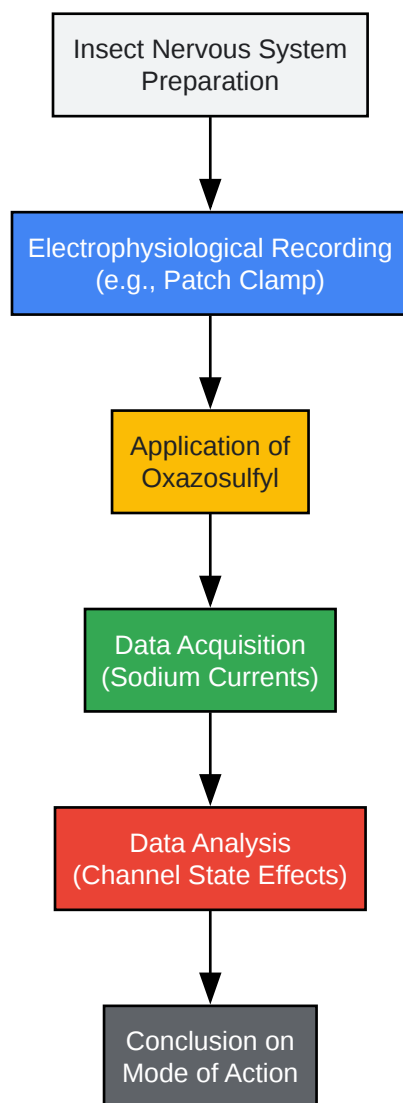 Insect Nervous System
Preparation
Electrophysiological Recording
(e.g., Patch Clamp)
Application of
Oxazosulfyl
Data Acquisition
(Sodium Currents)
Data Analysis
(Channel State Effects)
Conclusion on
Mode of Action